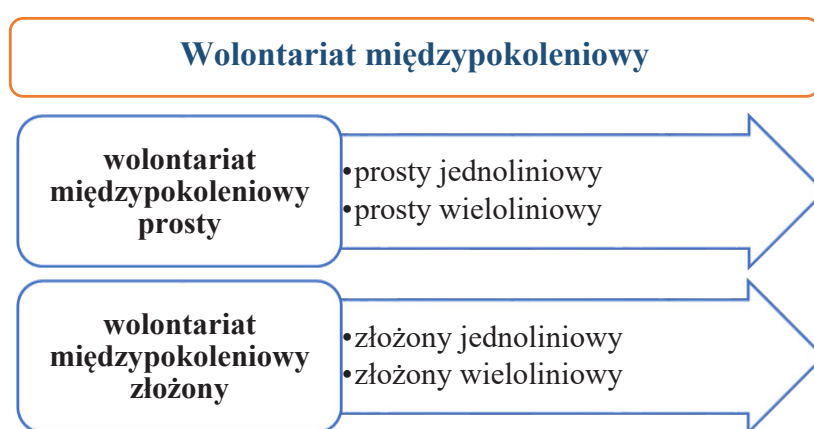 Wolontariat międzypokoleniowy
wolontariat
międzypokoleniowy
prosty
•prosty jednoliniowy
•prosty wieloliniowy
wolontariat
międzypokoleniowy
złożony
•złożony jednoliniowy
•złożony wieloliniowy